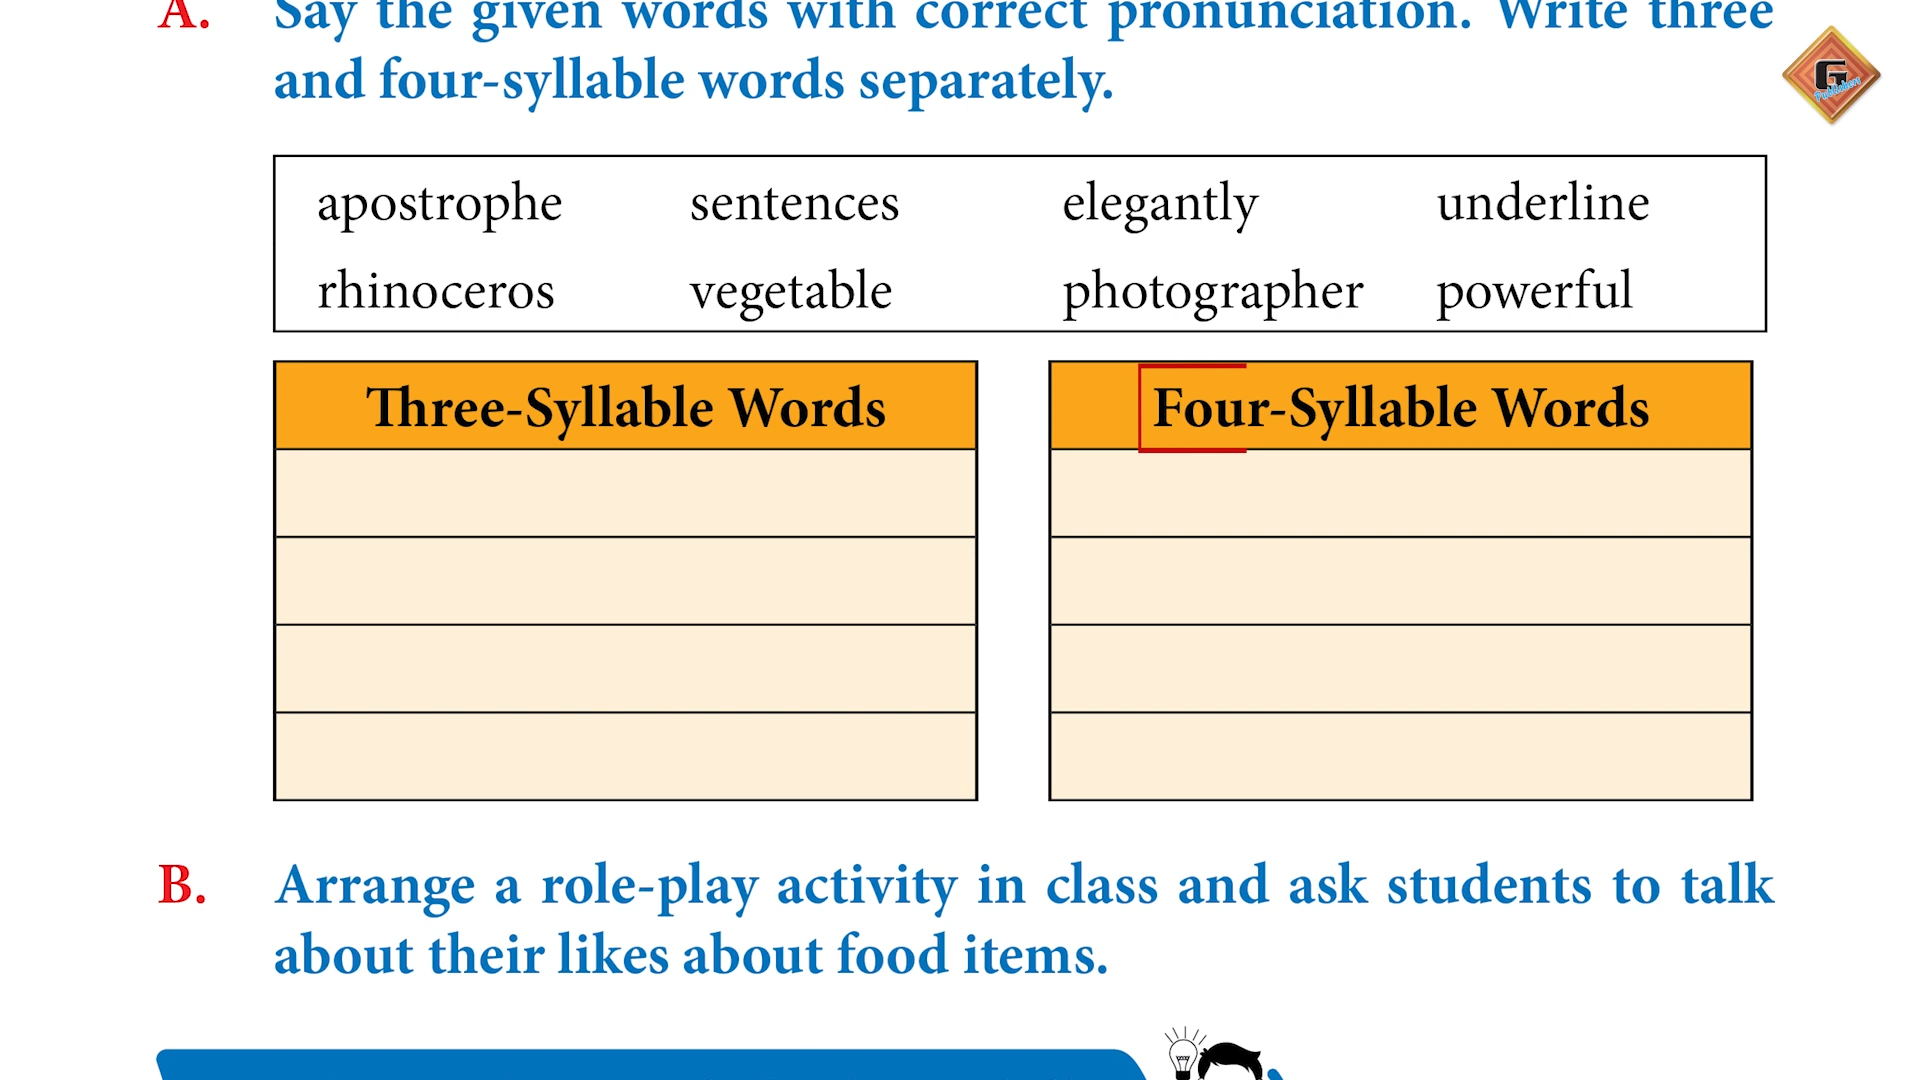 A. Say the given words with correct pronunciation. Write three
and four-syllable words separately.
apostrophe sentences elegantly underline
rhinoceros vegetable photographer powerful
Three-Syllable Words Four-Syllable Words
B. Arrange a role-play activity in class and ask students to talk
about their likes about food items.
G
Publishers